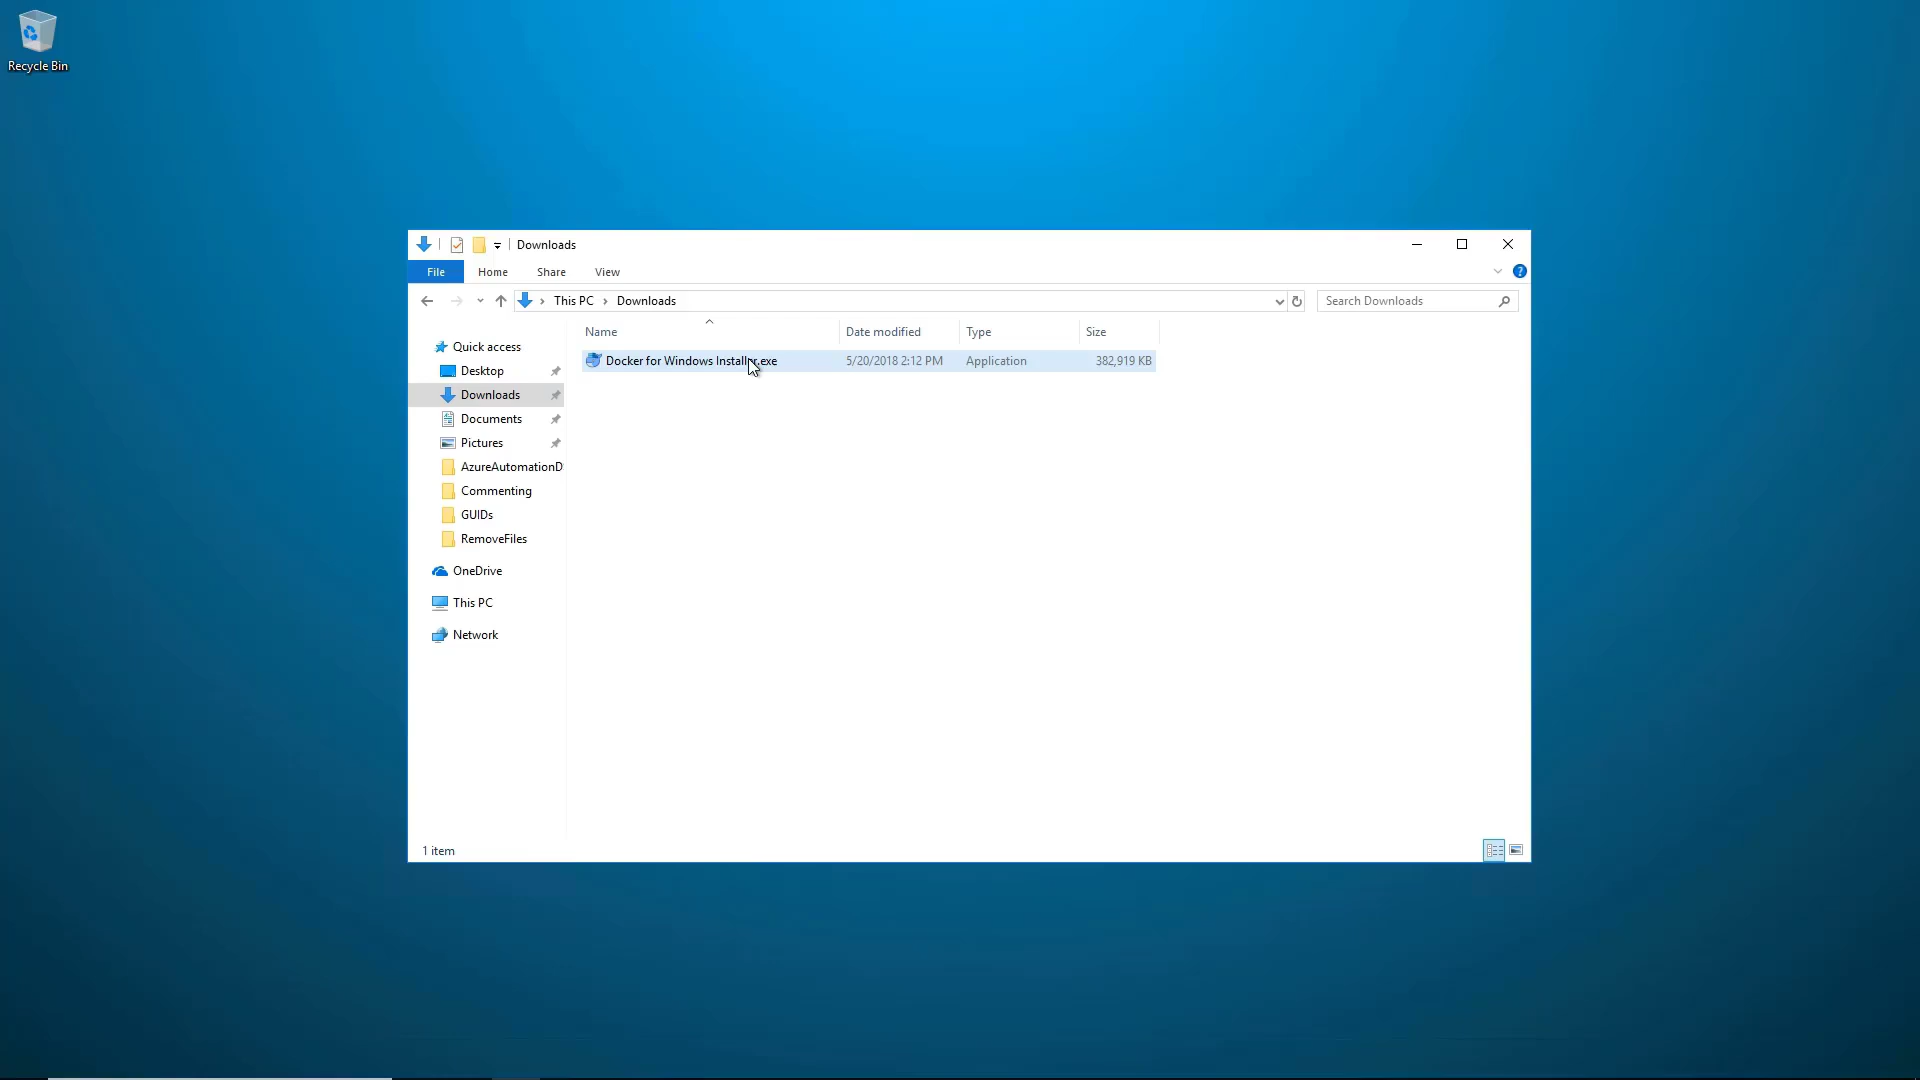 Recycle Bin
Downloads
File Home Share View
This PC Downloads
Search Downloads
Name Date modified Type Size
Docker for Windows Installer.exe 5/20/2018 2:12 PM Application 382,919 KB
Quick access
Desktop
Downloads
Documents
Pictures
AzureAutomationD
Commenting
GUIDs
RemoveFiles
OneDrive
This PC
Network
1 item